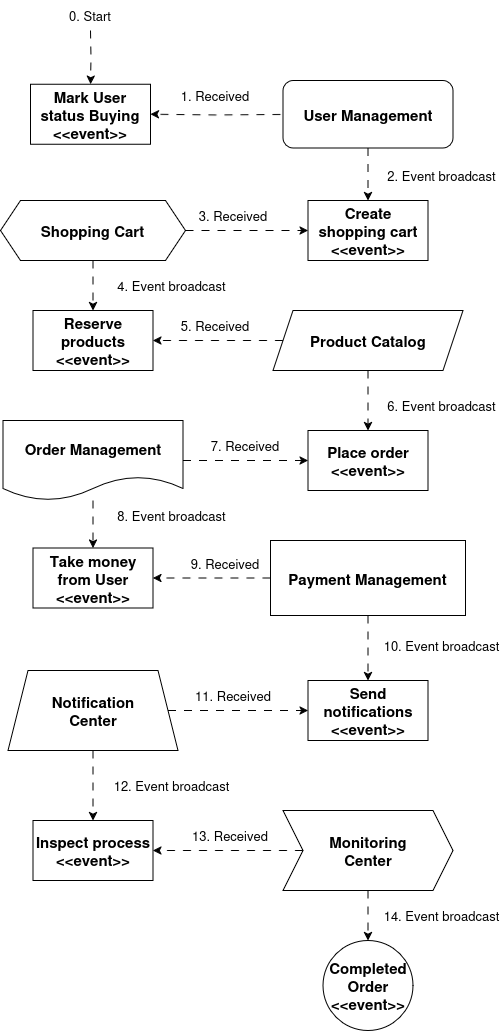 0. Start
Mark User
status Buying
<<event>>
1. Received
User Management
2. Event broadcast
Shopping Cart
3. Received
Create
shopping cart
<<event>>
4. Event broadcast
Reserve
products
<<event>>
5. Received
Product Catalog
6. Event broadcast
Order Management
7. Received
Place order
<<event>>
8. Event broadcast
Take money
from User
<<event>>
9. Received
Payment Management
10. Event broadcast
Notification
Center
11. Received
Send
notifications
<<event>>
12. Event broadcast
Inspect process
<<event>>
13. Received
Monitoring
Center
14. Event broadcast
Completed
Order
<<event>>